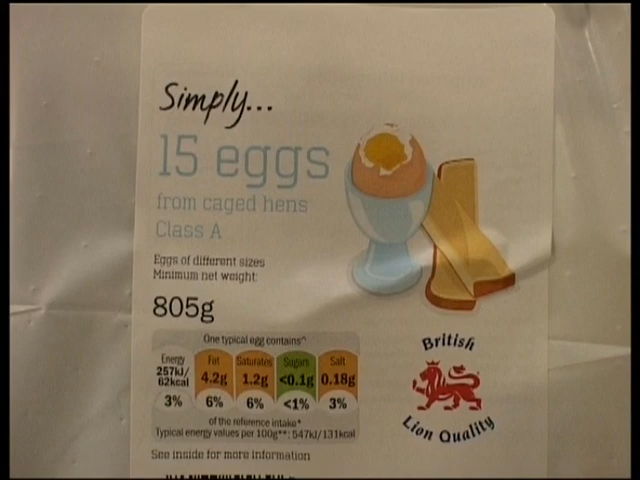 Simply...
15 eggs
from caged hens
Class A
Eggs of different sizes
Minimum net weight:
805g
One typical egg contains^
Energy 257kJ/ 62kcal 3%
Fat 4.2g 6%
Saturates 1.2g 6%
Sugars <0.1g <1%
Salt 0.18g 3%
of the reference intake*
Typical energy values per 100g**: 547kJ/131kcal
See inside for more information
British
Lion Quality